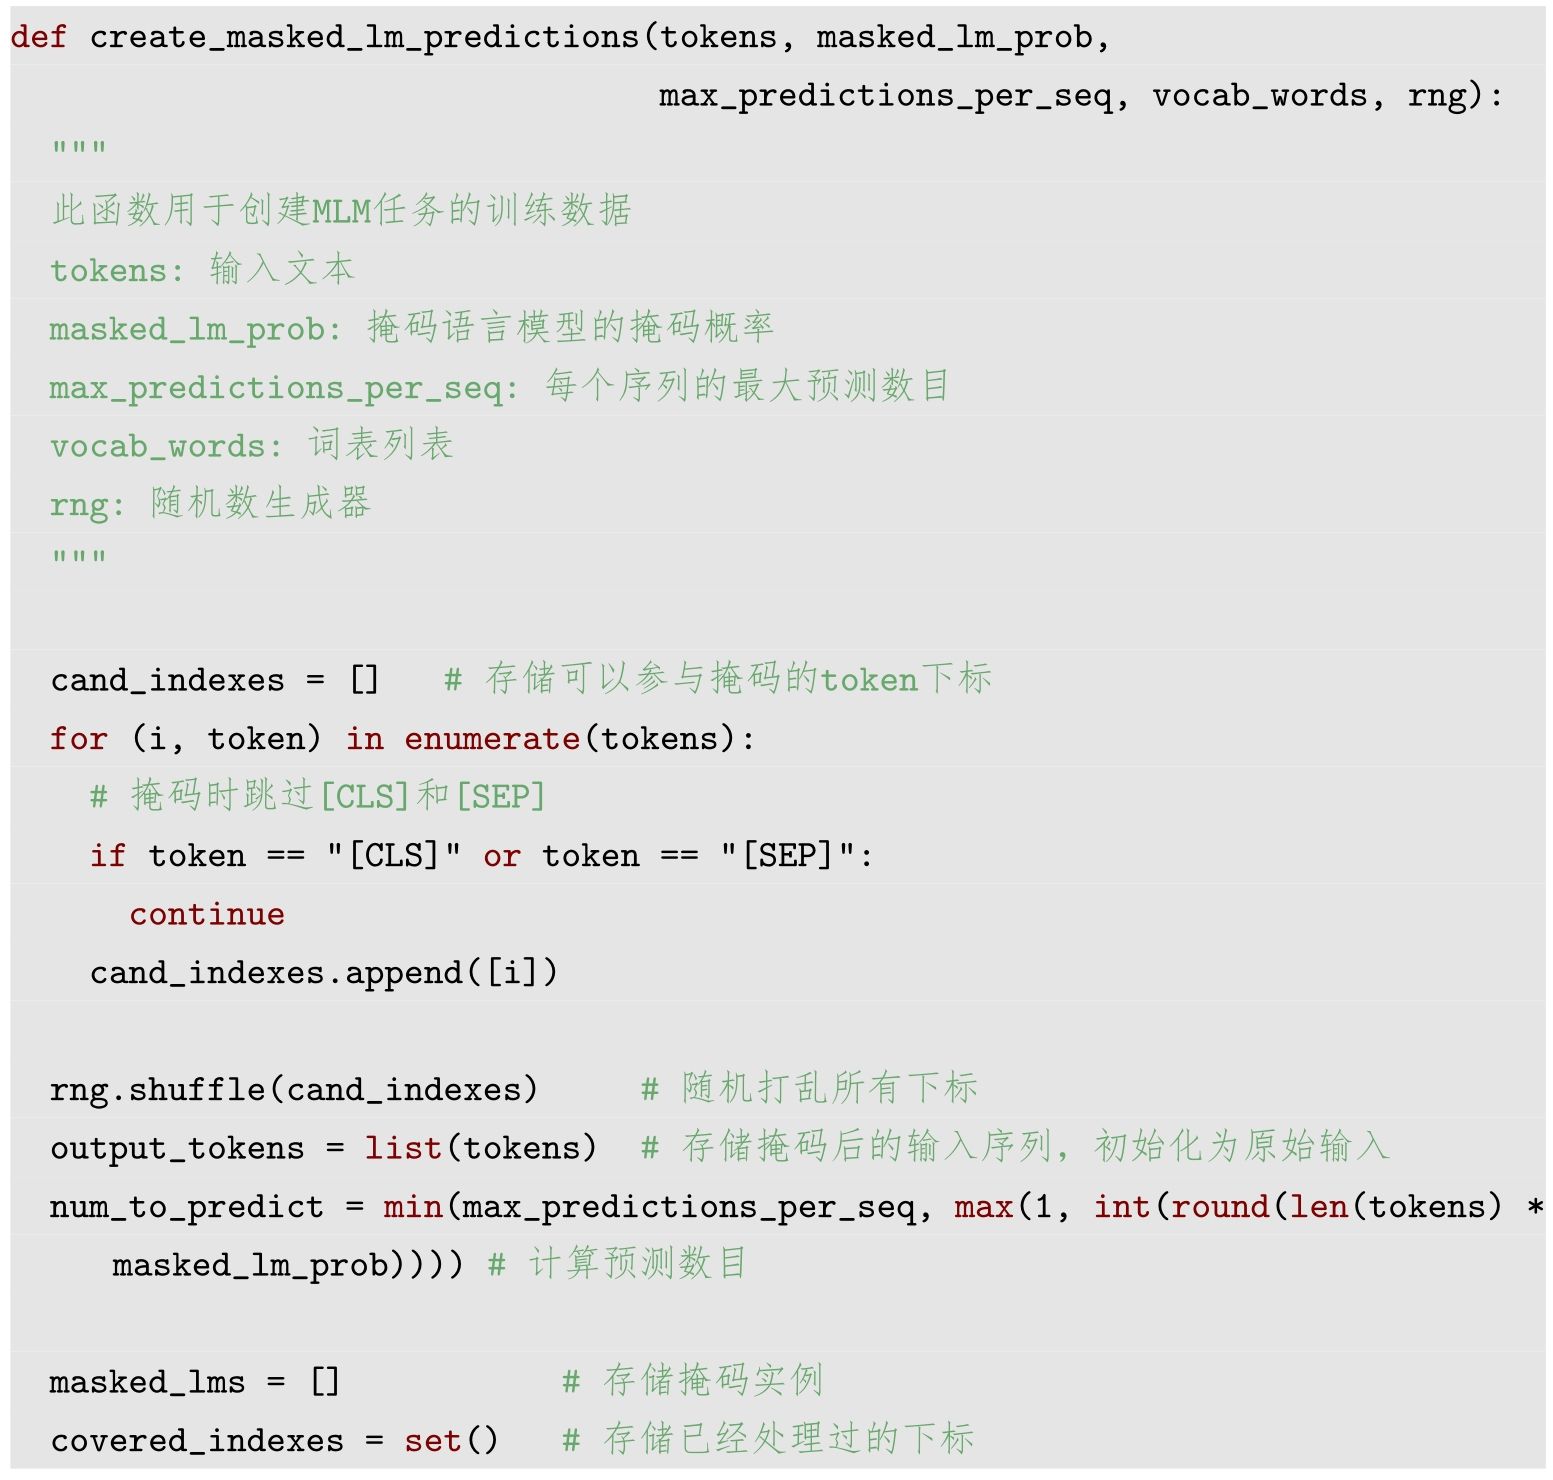 def create_masked_lm_predictions(tokens, masked_lm_prob,
                                 max_predictions_per_seq, vocab_words, rng):
  """
  此函数用于创建MLM任务的训练数据
  tokens: 输入文本
  masked_lm_prob: 掩码语言模型的掩码概率
  max_predictions_per_seq: 每个序列的最大预测数目
  vocab_words: 词表列表
  rng: 随机数生成器
  """

  cand_indexes = []   # 存储可以参与掩码的token下标
  for (i, token) in enumerate(tokens):
    # 掩码时跳过[CLS]和[SEP]
    if token == "[CLS]" or token == "[SEP]":
      continue
    cand_indexes.append([i])

  rng.shuffle(cand_indexes)     # 随机打乱所有下标
  output_tokens = list(tokens)  # 存储掩码后的输入序列，初始化为原始输入
  num_to_predict = min(max_predictions_per_seq, max(1, int(round(len(tokens) *
     masked_lm_prob)))) # 计算预测数目

  masked_lms = []           # 存储掩码实例
  covered_indexes = set()   # 存储已经处理过的下标